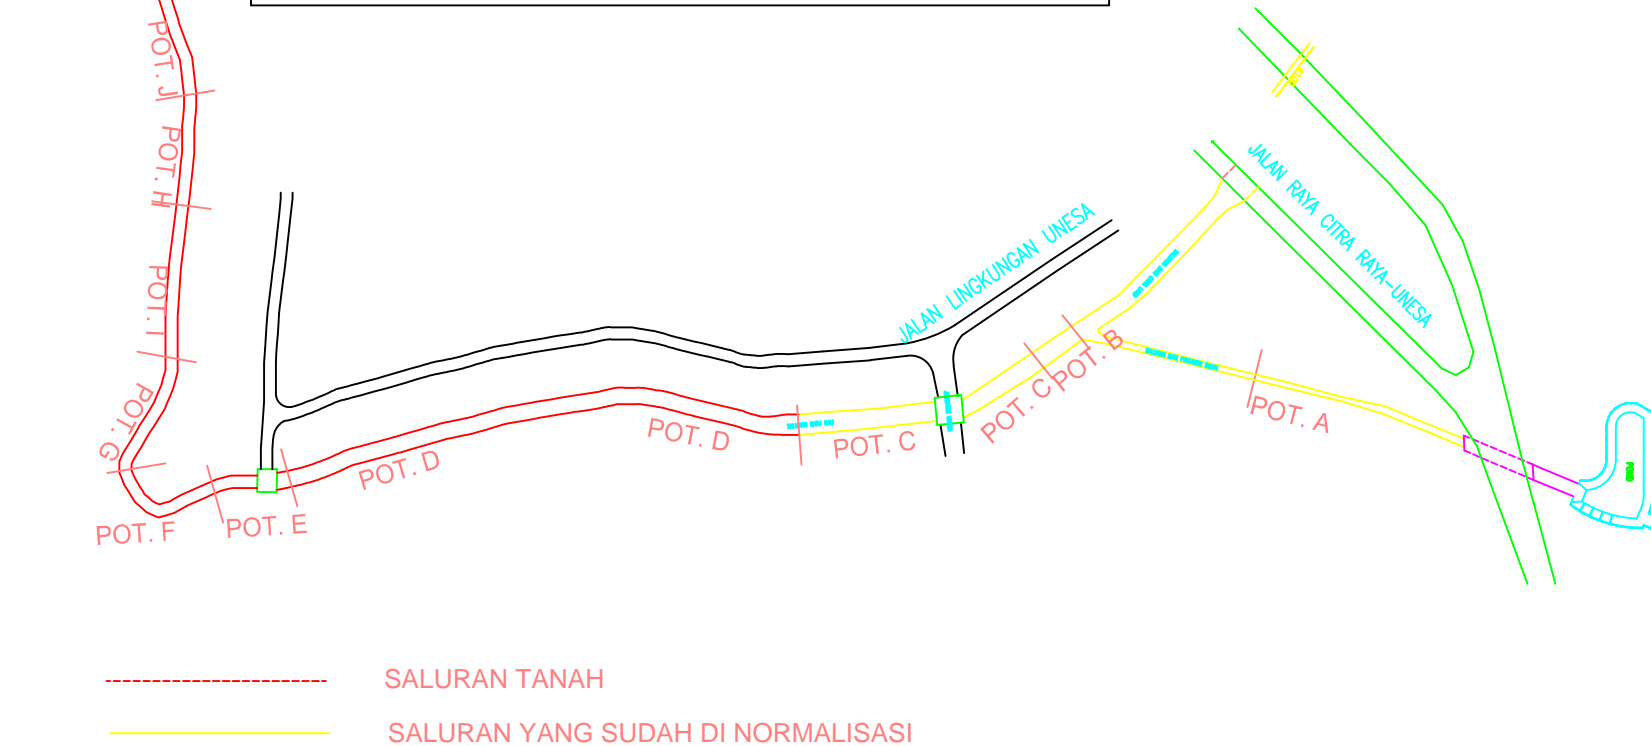 POT. J
POT. H
POT. I
POT. G
POT. F
POT. E
POT. D
POT. D
POT. C
POT. C
POT. B
POT. A
JALAN LINGKUNGAN UNESA
JALAN RAYA CITRA RAYA-UNESA
POND
SALURAN TANAH
SALURAN YANG SUDAH DI NORMALISASI